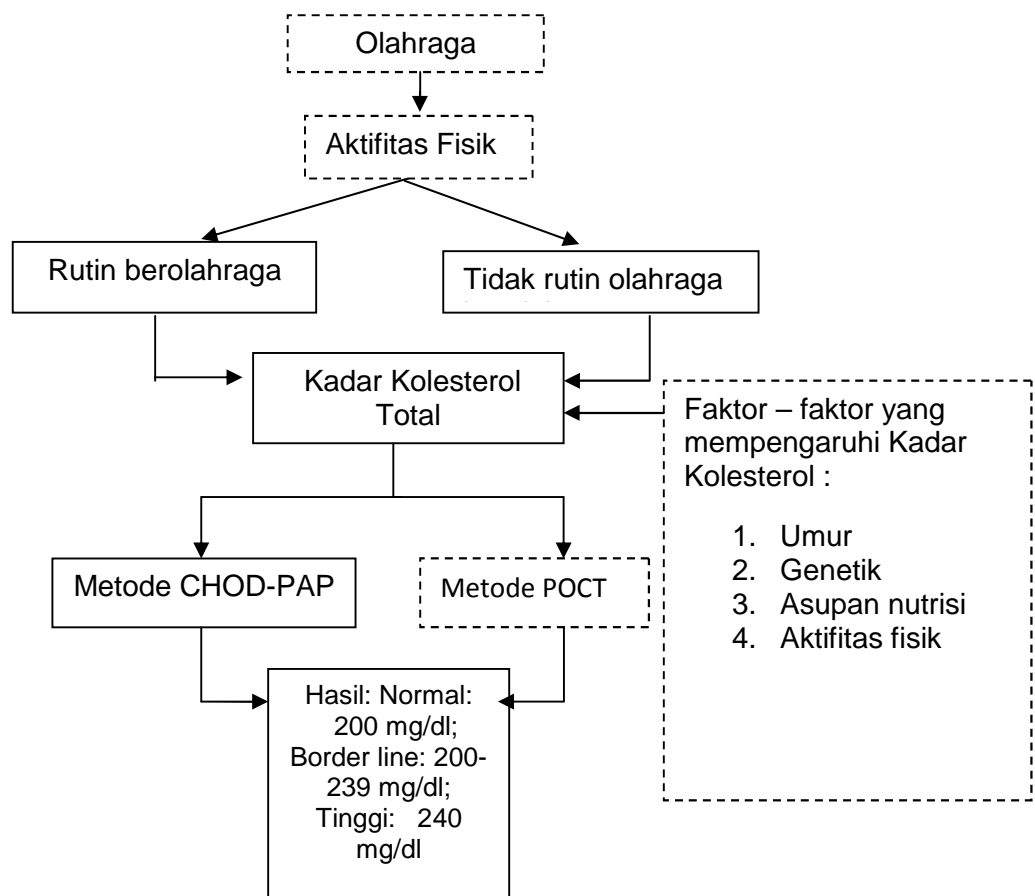 Olahraga
Aktifitas Fisik
Rutin berolahraga
Tidak rutin olahraga
Kadar Kolesterol
Total
Faktor – faktor yang
mempengaruhi Kadar
Kolesterol :
1. Umur
2. Genetik
3. Asupan nutrisi
4. Aktifitas fisik
Metode CHOD-PAP
Metode POCT
Hasil: Normal:
200 mg/dl;
Border line: 200-
239 mg/dl;
Tinggi: 240
mg/dl